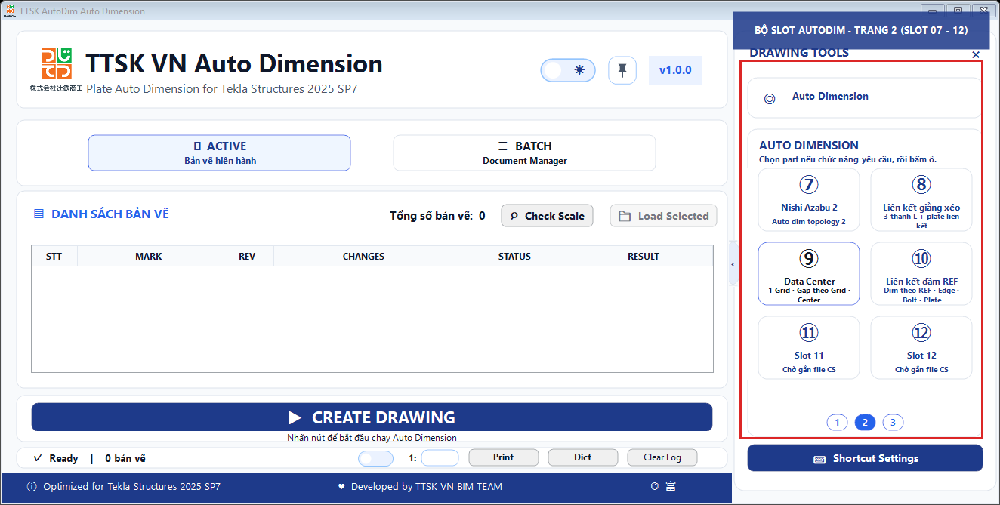 TTSK AutoDim Auto Dimension
BỘ SLOT AUTODIM - TRANG 2 (SLOT 07 - 12)
TTSK VN Auto Dimension
株式会社辻鉄商工
Plate Auto Dimension for Tekla Structures 2025 SP7
v1.0.0
ACTIVE
Bản vẽ hiện hành
☰ BATCH
Document Manager
DANH SÁCH BẢN VẼ
Tổng số bản vẽ: 0
Check Scale
Load Selected
STT MARK REV CHANGES STATUS RESULT
▶ CREATE DRAWING
Nhấn nút để bắt đầu chạy Auto Dimension
✓ Ready | 0 bản vẽ
1:
Print
Dict
Clear Log
ⓘ Optimized for Tekla Structures 2025 SP7
♥ Developed by TTSK VN BIM TEAM
富
DRAWING TOOLS
✕
◎ Auto Dimension
AUTO DIMENSION
Chọn part nếu chức năng yêu cầu, rồi bấm ô.
⑦
Nishi Azabu 2
Auto dim topology 2
⑧
Liên kết giằng xéo
3 thanh L + plate liên
kết
⑨
Data Center
1 Grid · Gap theo Grid ·
Center
⑩
Liên kết dầm REF
Dim theo REF · Edge ·
Bolt · Plate
⑪
Slot 11
Chờ gắn file CS
⑫
Slot 12
Chờ gắn file CS
‹
1 2 3
Shortcut Settings